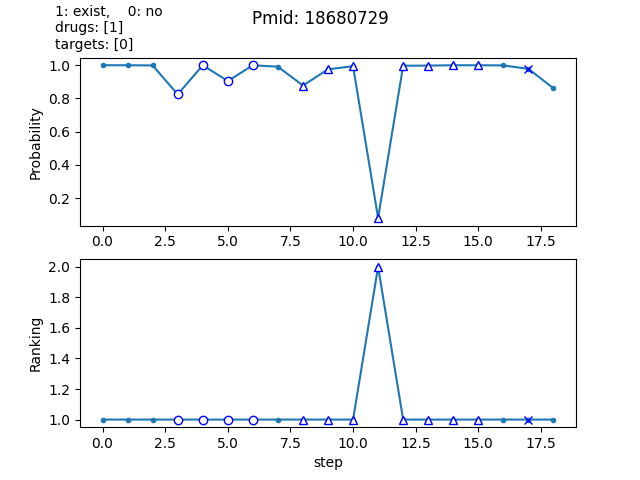 1: exist,    0: no
Pmid: 18680729
drugs: [1]
targets: [0]
1.0
0.8
0.6
0.4
0.2
Probability
0.0 2.5 5.0 7.5 10.0 12.5 15.0 17.5
2.0
1.8
1.6
1.4
1.2
1.0
Ranking
0.0 2.5 5.0 7.5 10.0 12.5 15.0 17.5
step